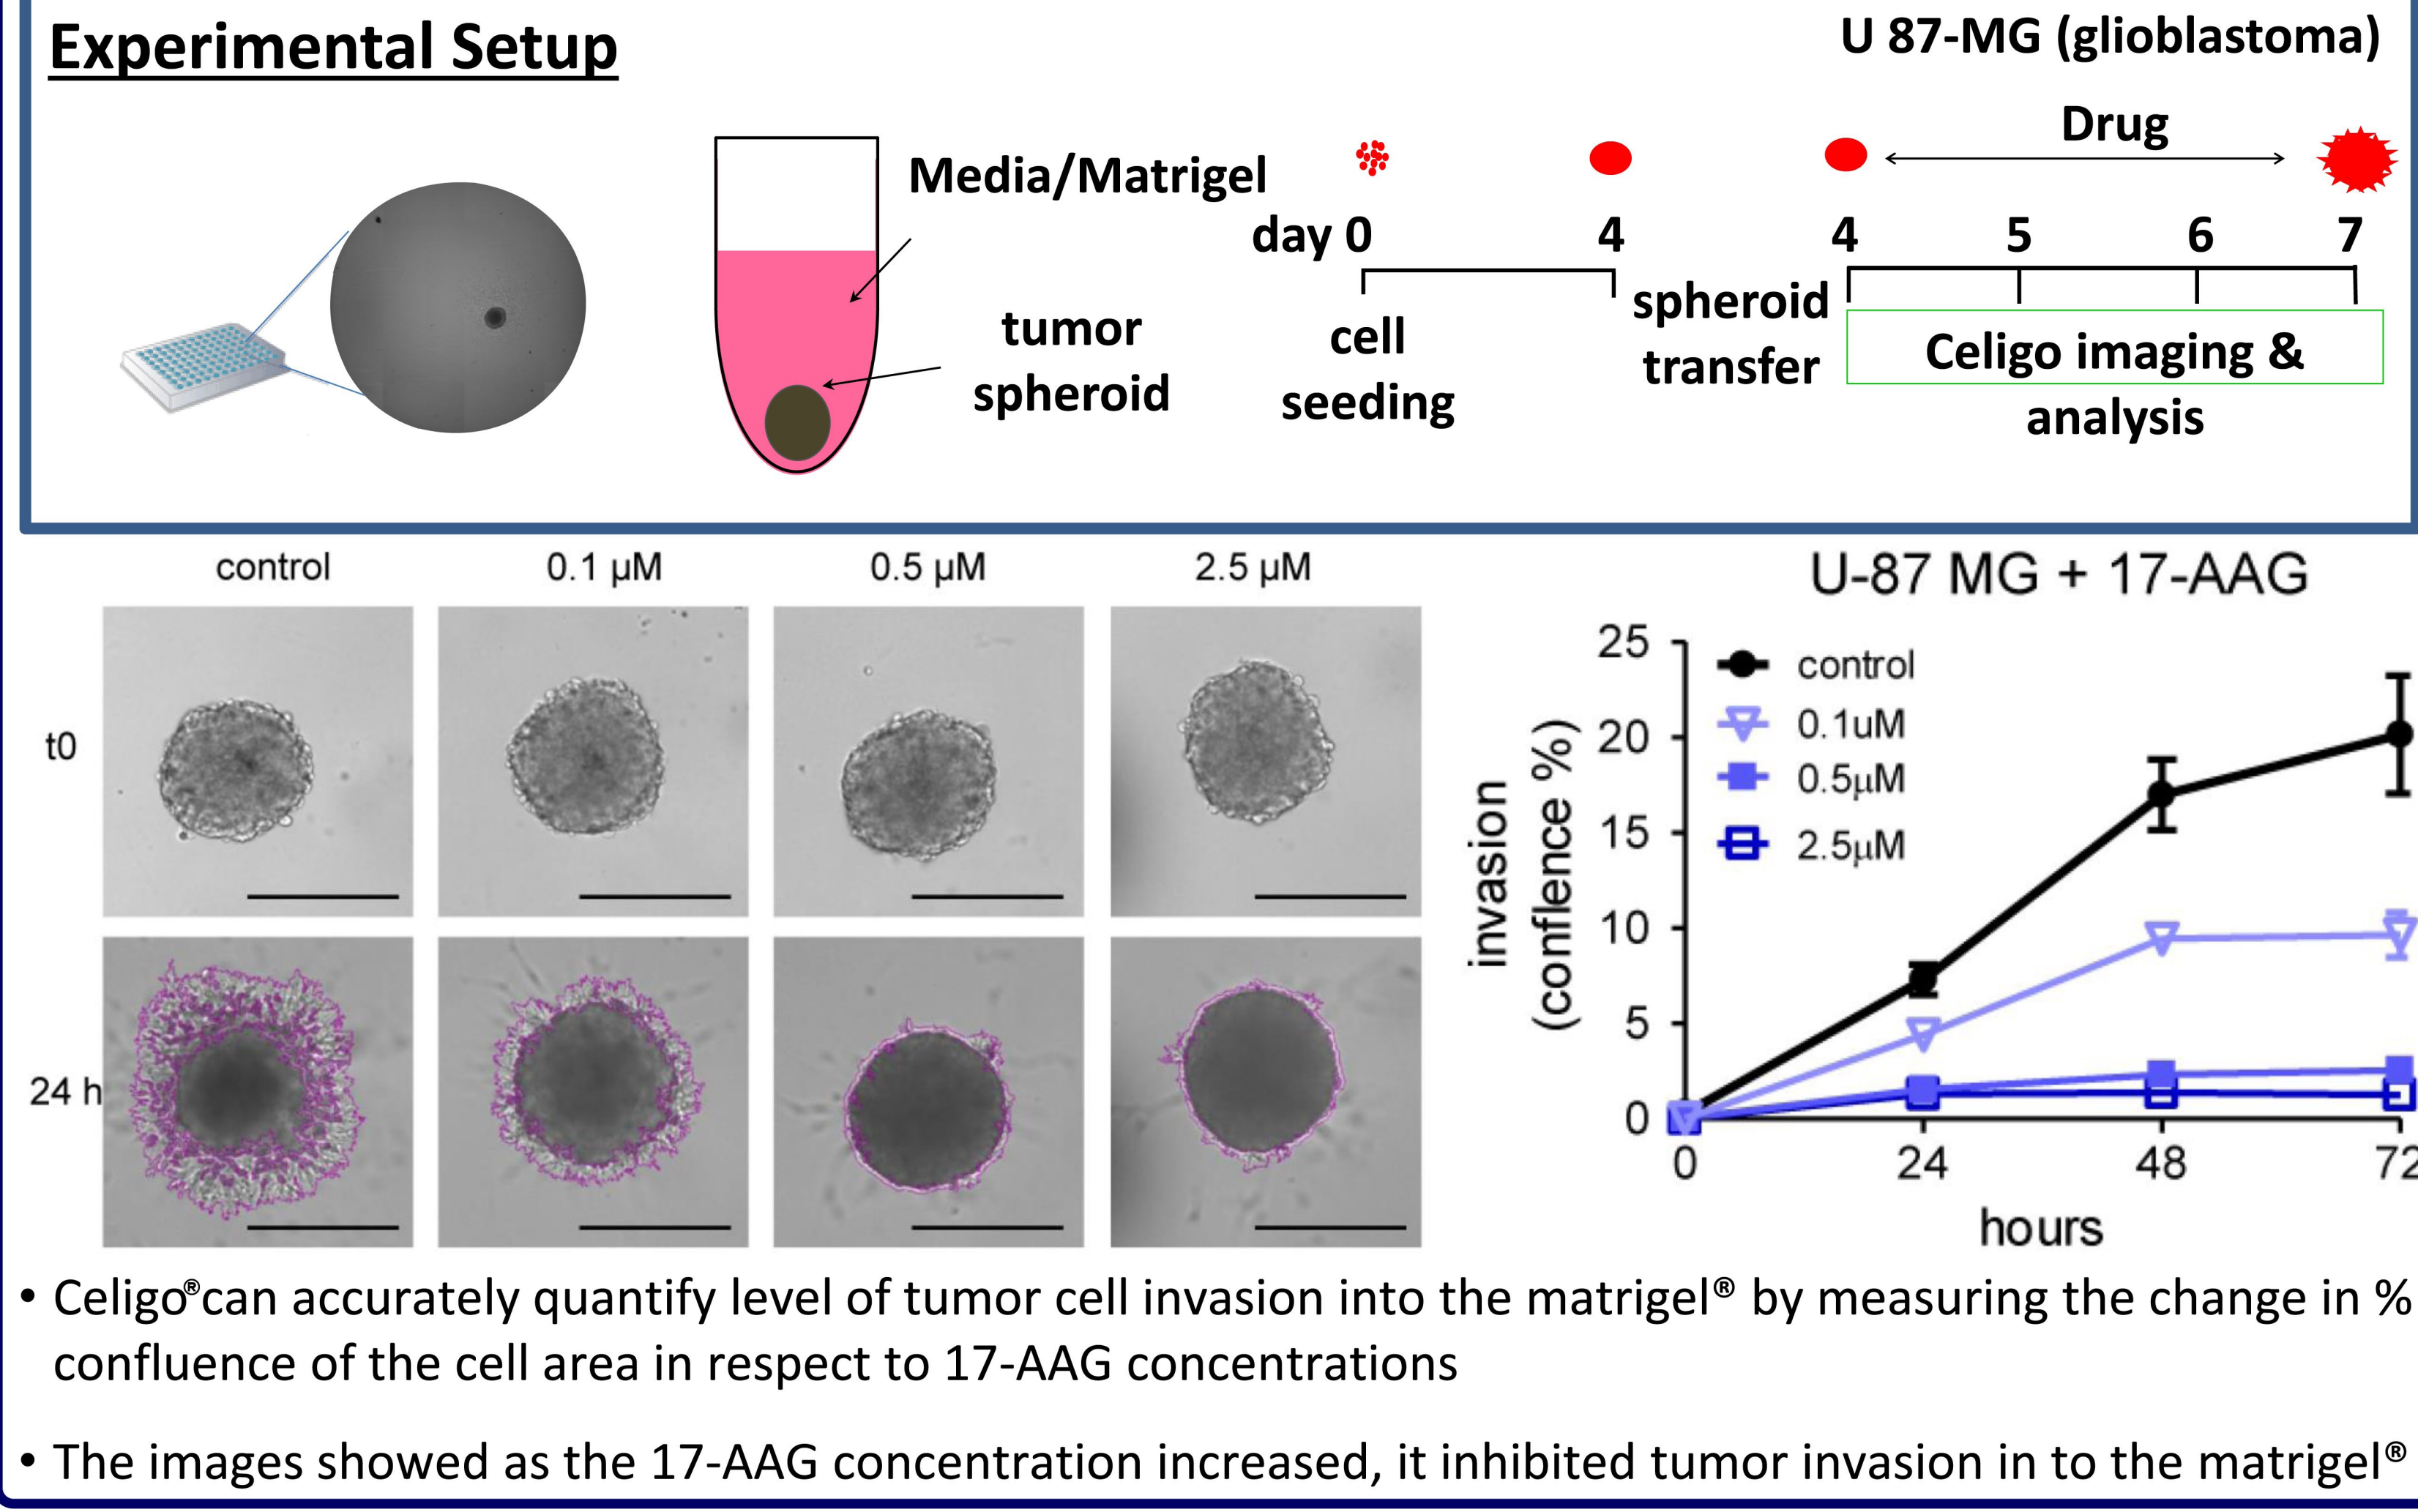 Experimental Setup
U 87-MG (glioblastoma)
Media/Matrigel
tumor
spheroid
Drug
day 0
4
4
5
6
7
cell
seeding
spheroid
transfer
Celigo imaging &
analysis
control
0.1 µM
0.5 µM
2.5 µM
t0
24 h
U-87 MG + 17-AAG
control
0.1uM
0.5µM
2.5µM
invasion
(conflence %)
25
20
15
10
5
0
0
24
48
72
hours
• Celigo®can accurately quantify level of tumor cell invasion into the matrigel® by measuring the change in %
confluence of the cell area in respect to 17-AAG concentrations
• The images showed as the 17-AAG concentration increased, it inhibited tumor invasion in to the matrigel®